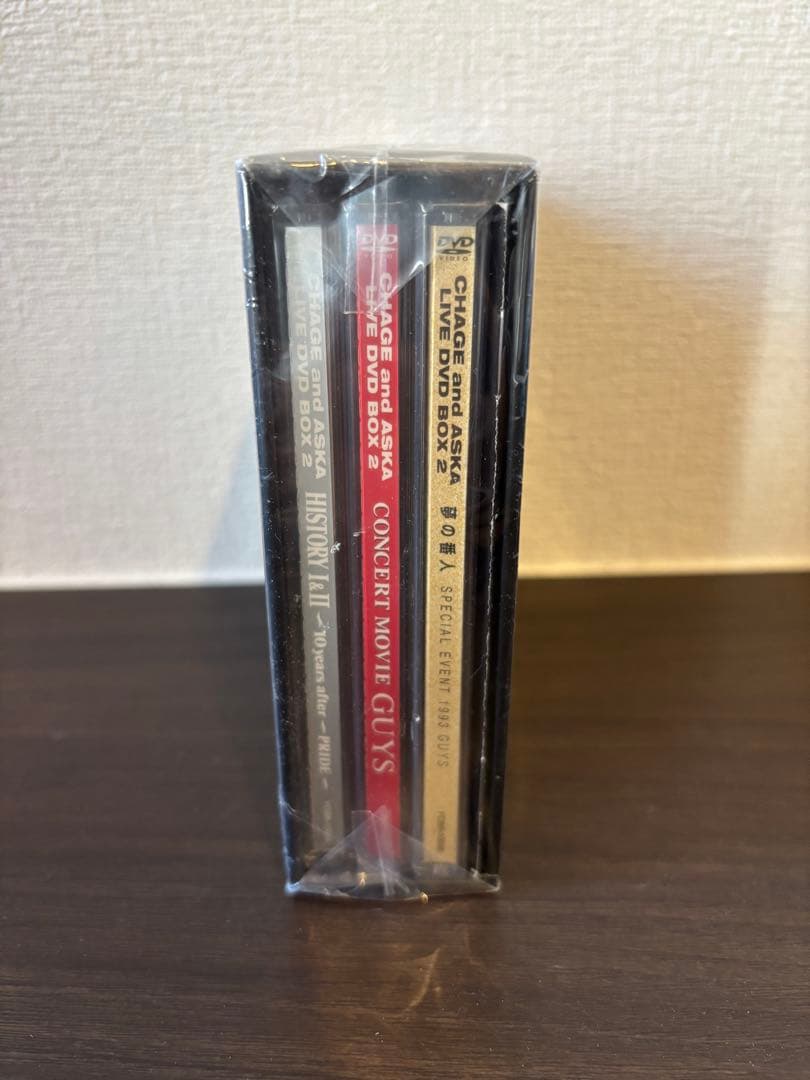 CHAGE and ASKA
LIVE DVD BOX 2
HISTORY I&II ~10 years after~ PRIDE~
DVD
CHAGE and ASKA
LIVE DVD BOX 2
CONCERT MOVIE GUYS
DVD
VIDEO
CHAGE and ASKA
LIVE DVD BOX 2
夢の番人 SPECIAL EVENT 1993 GUYS